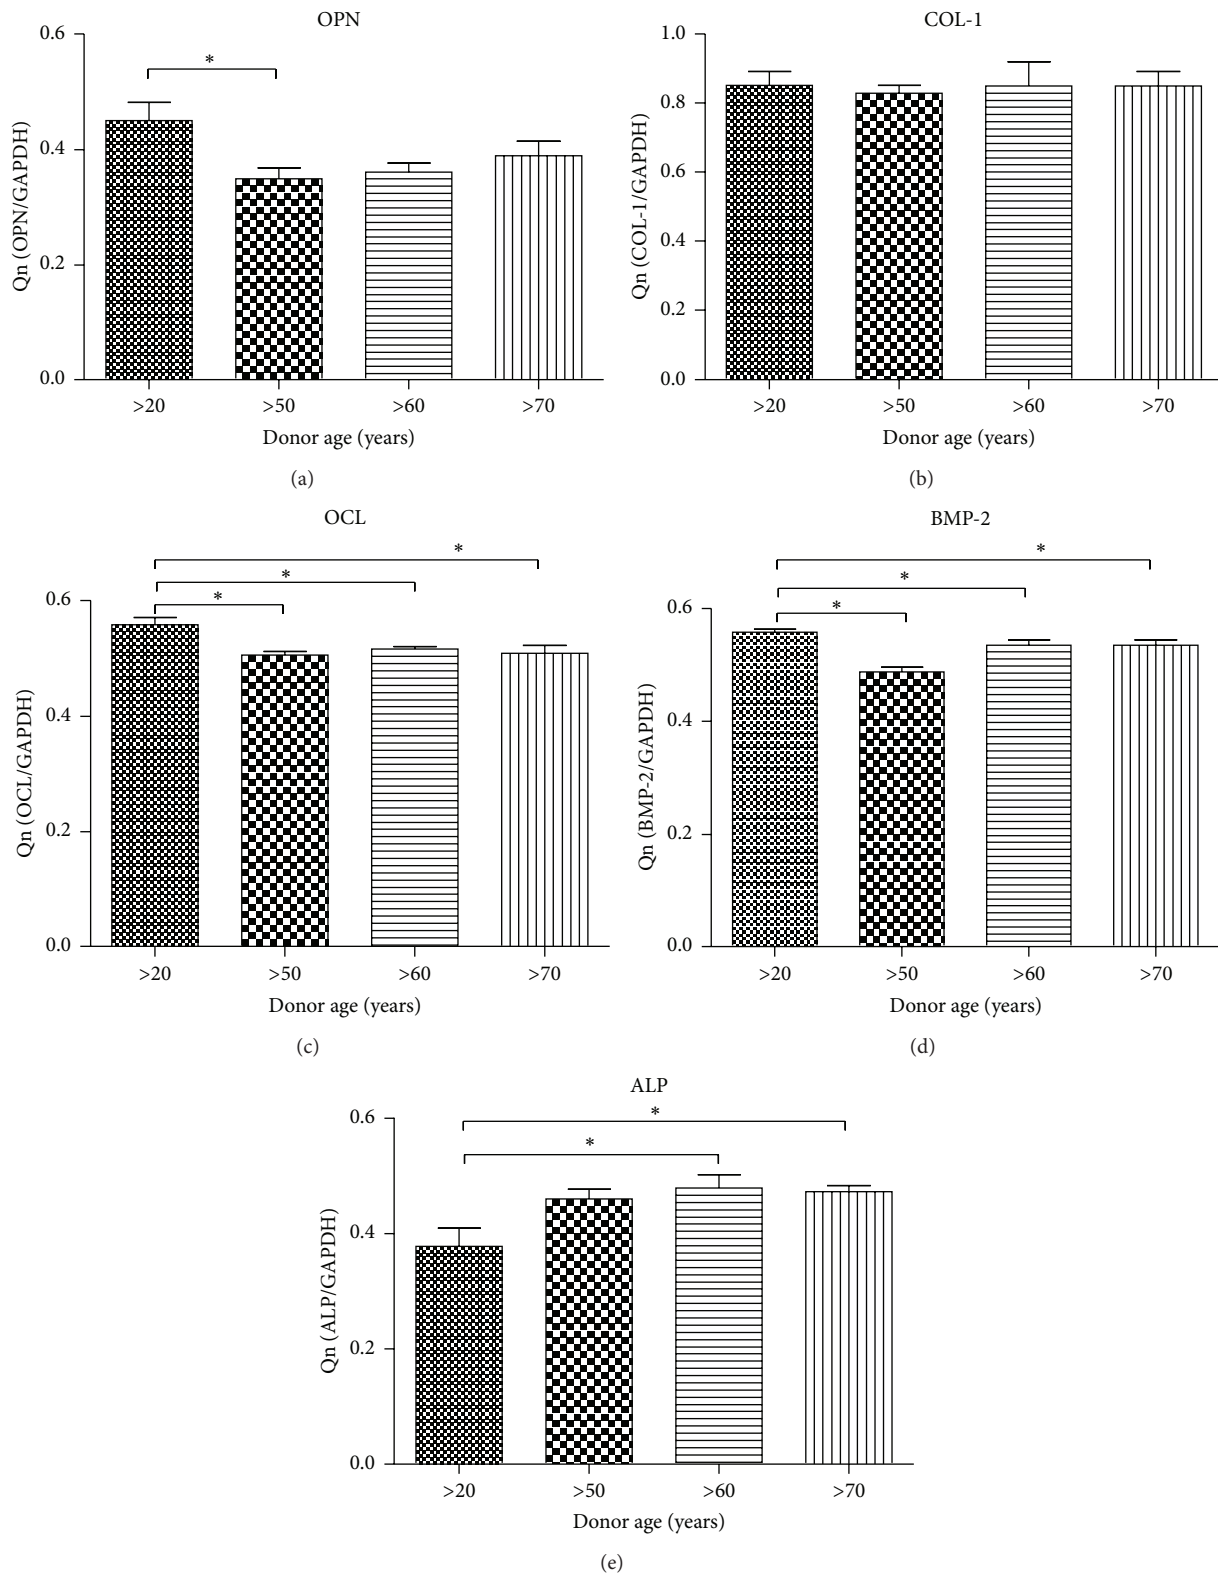 OPN
0.6
*
0.4
0.2
0.0
Qn (OPN/GAPDH)
>20 >50 >60 >70
Donor age (years)
(a)
COL-1
1.0
0.8
0.6
0.4
0.8
0.0
Qn (COL-1/GAPDH)
>20 >50 >60 >70
Donor age (years)
(b)
OCL
*
*
*
0.6
0.4
0.2
0.0
Qn (OCL/GAPDH)
>20 >50 >60 >70
Donor age (years)
(c)
BMP-2
*
*
*
0.6
0.4
0.2
0.0
Qn (BMP-2/GAPDH)
>20 >50 >60 >70
Donor age (years)
(d)
ALP
*
*
0.6
0.4
0.2
0.0
Qn (ALP/GAPDH)
>20 >50 >60 >70
Donor age (years)
(e)